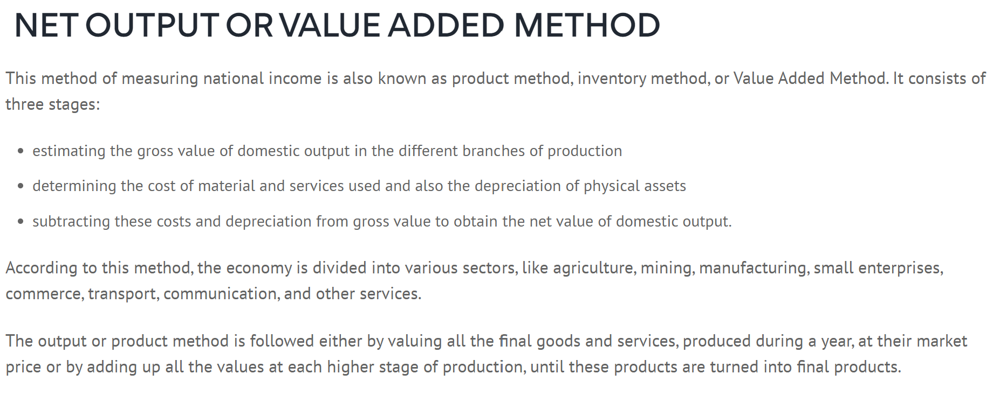 NET OUTPUT OR VALUE ADDED METHOD
This method of measuring national income is also known as product method, inventory method, or Value Added Method. It consists of
three stages:
• estimating the gross value of domestic output in the different branches of production
• determining the cost of material and services used and also the depreciation of physical assets
• subtracting these costs and depreciation from gross value to obtain the net value of domestic output.
According to this method, the economy is divided into various sectors, like agriculture, mining, manufacturing, small enterprises,
commerce, transport, communication, and other services.
The output or product method is followed either by valuing all the final goods and services, produced during a year, at their market
price or by adding up all the values at each higher stage of production, until these products are turned into final products.